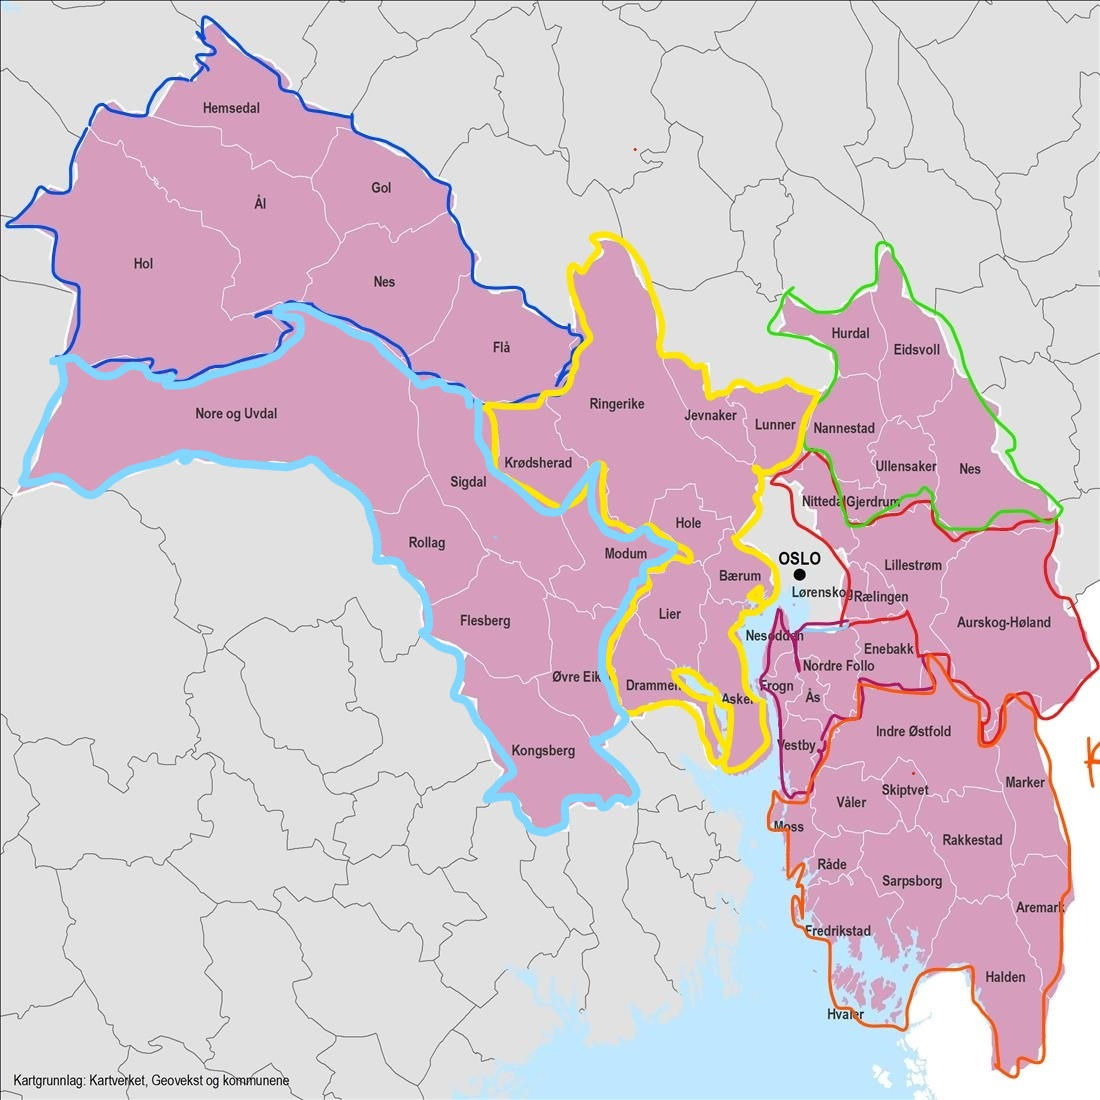 Hemsedal
Gol
Ål
Hol
Nes
Hurdal
Eidsvoll
Flå
Ringerike
Jevnaker
Lunner
Nore og Uvdal
Nannestad
Krødsherad
Ullensaker
Nes
Sigdal
Nittedal
Gjerdrum
Hole
Rollag
Modum
OSLO
Lillestrøm
Bærum
Lørenskog
Rælingen
Lier
Flesberg
Aurskog-Høland
Nesodden
Enebakk
Nordre Follo
Øvre Eik
Drammen
Frogn
Ås
Asker
Indre Østfold
Vestby
Kongsberg
Marker
Skiptvet
Våler
Moss
Rakkestad
Råde
Sarpsborg
Aremark
Fredrikstad
Halden
Hvaler
Kartgrunnlag: Kartverket, Geovekst og kommunene